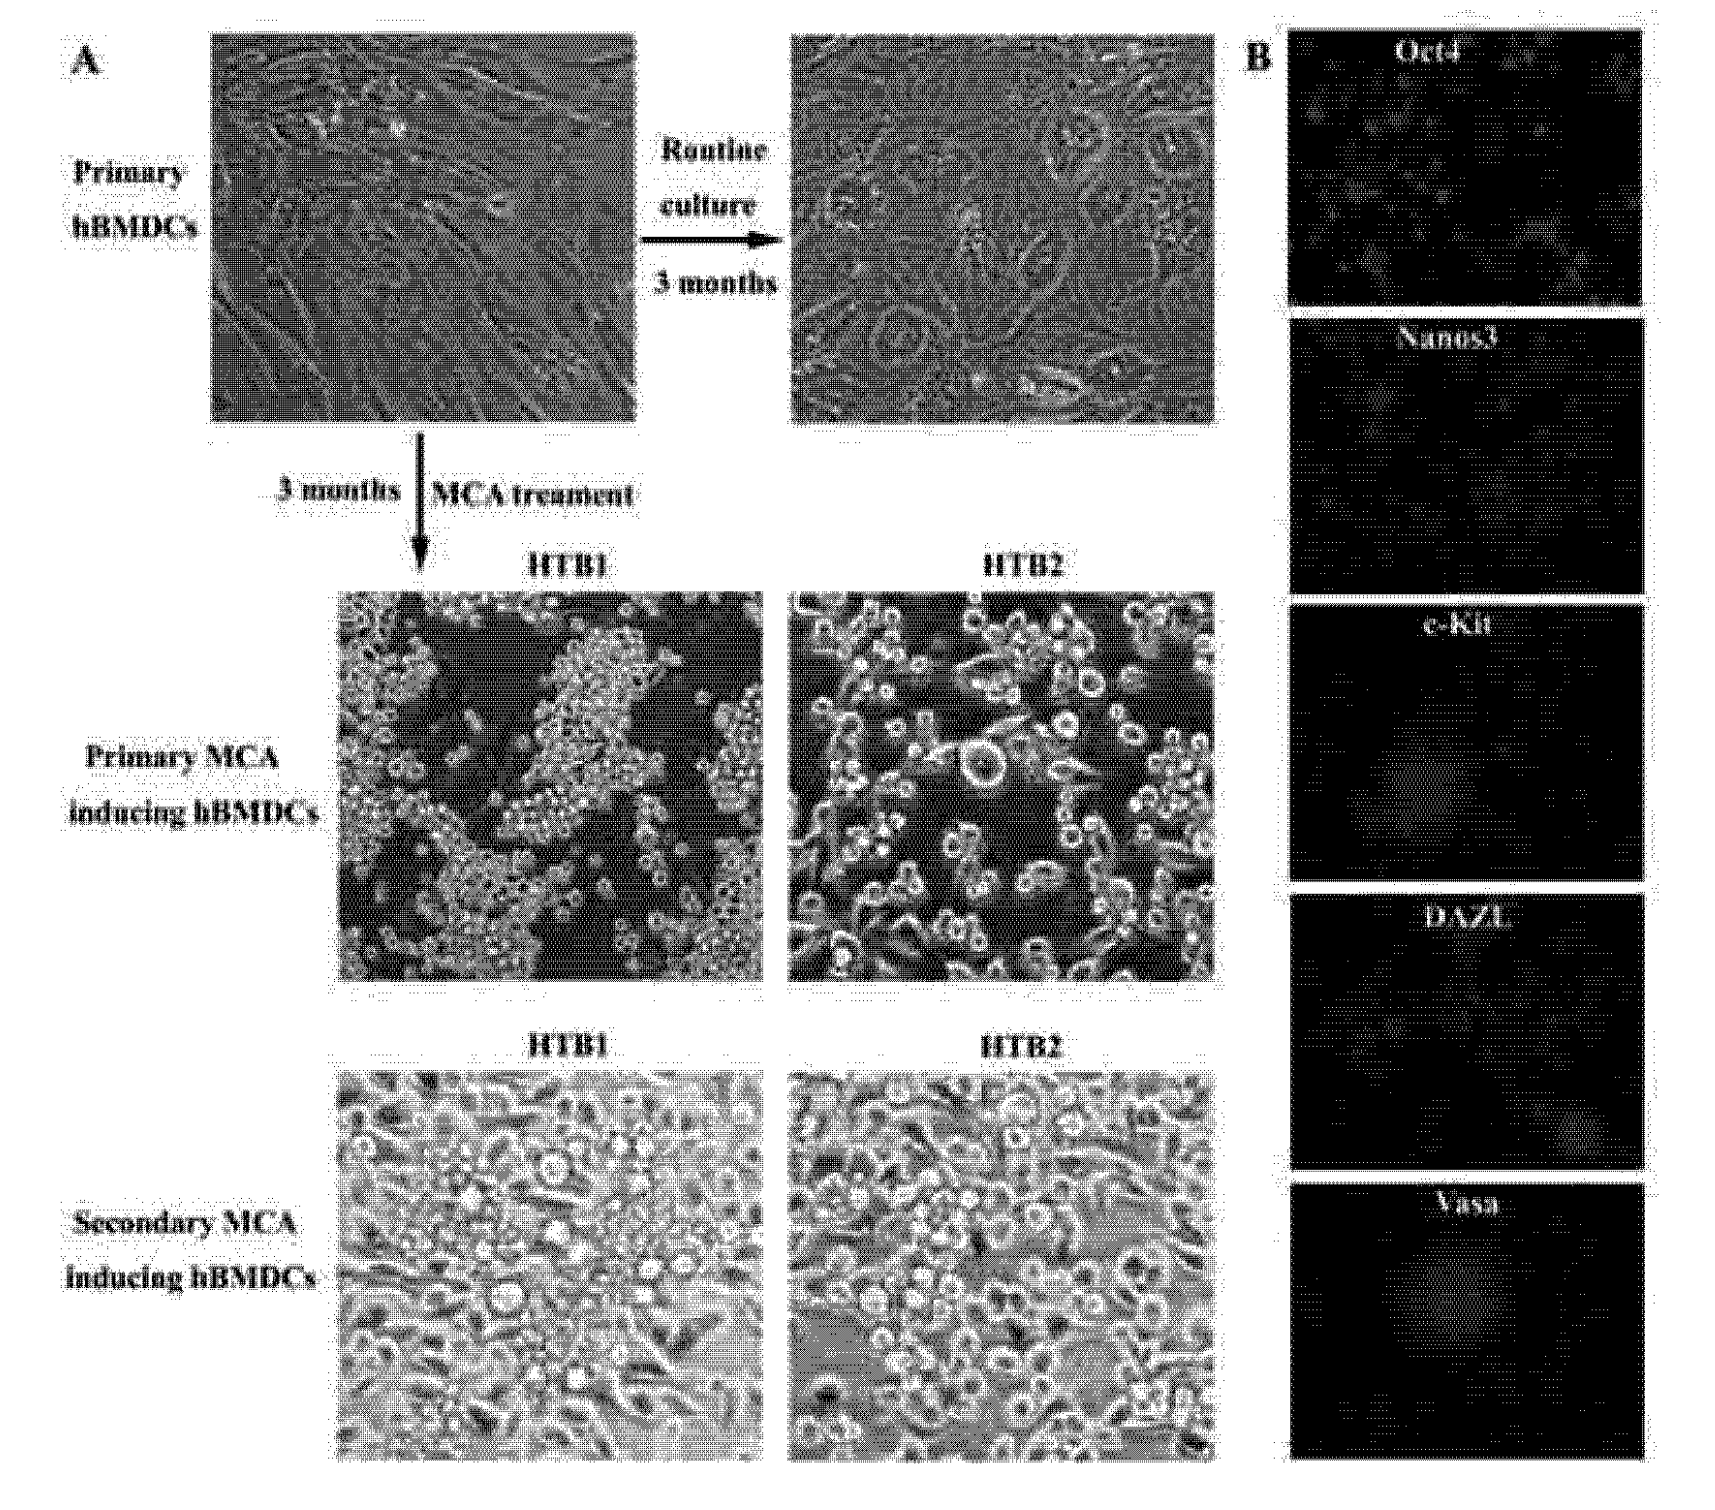 A
Primary
hBMDCs
Routine
culture
3 months
3 months
MCA treament
HTB1
HTB2
Primary MCA
inducing hBMDCs
HTB1
HTB2
Secondary MCA
inducing hBMDCs
B
Oct4
Nanos3
c-Kit
DAZL
Vasa